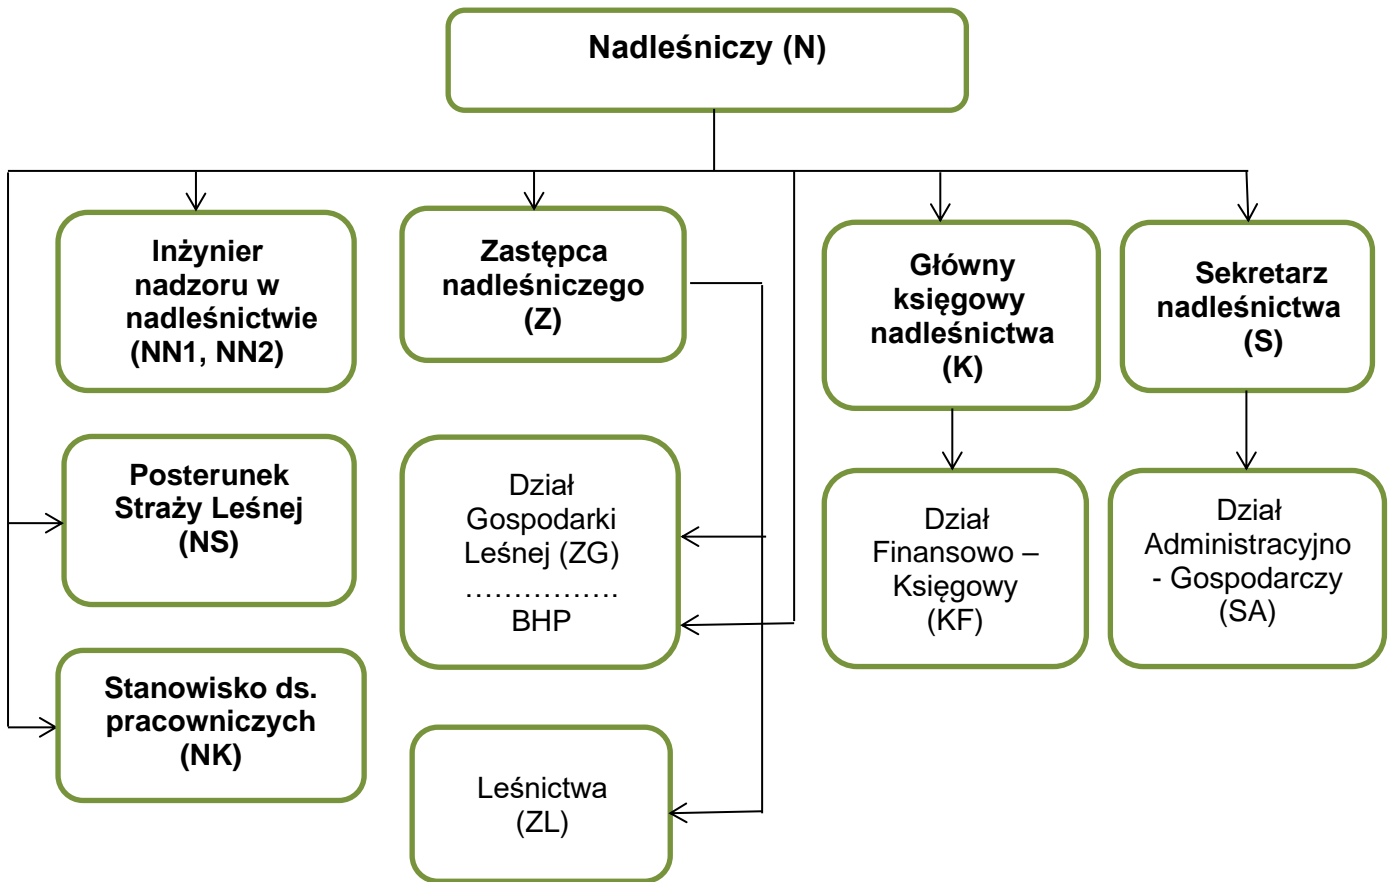 Nadleśniczy (N)
Inżynier
nadzoru w
nadleśnictwie
(NN1, NN2)
Zastępca
nadleśniczego
(Z)
Główny
księgowy
nadleśnictwa
(K)
Sekretarz
nadleśnictwa
(S)
Posterunek
Straży Leśnej
(NS)
Dział
Gospodarki
Leśnej (ZG)
…………….
BHP
Dział
Finansowo –
Księgowy
(KF)
Dział
Administracyjno
- Gospodarczy
(SA)
Stanowisko ds.
pracowniczych
(NK)
Leśnictwa
(ZL)